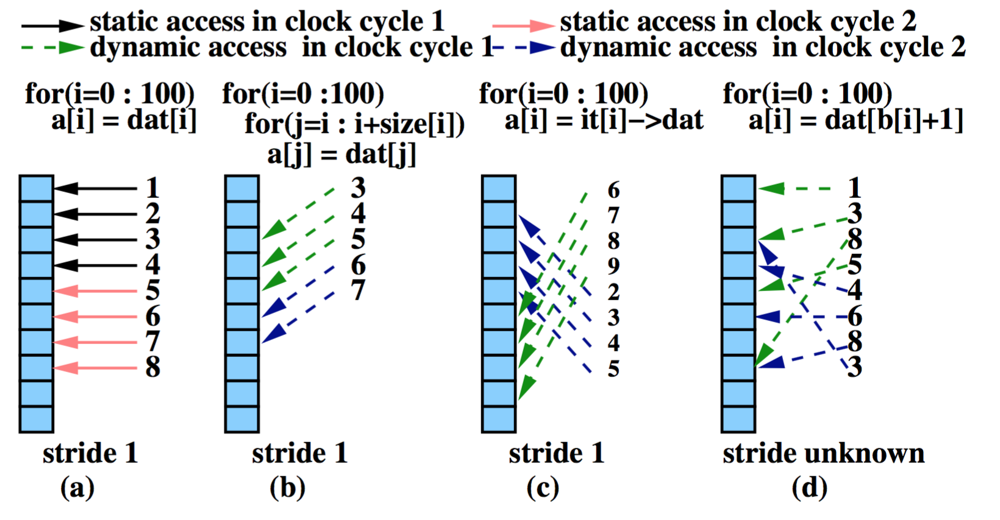 static access in clock cycle 1
static access in clock cycle 2
dynamic access in clock cycle 1
dynamic access in clock cycle 2
for(i=0 : 100)
a[i] = dat[i]
for(i=0 :100)
for(j=i : i+size[i])
a[j] = dat[j]
for(i=0 : 100)
a[i] = it[i]−>dat
for(i=0 : 100)
a[i] = dat[b[i]+1]
1
2
3
4
5
6
7
8
stride 1
(a)
3
4
5
6
7
stride 1
(b)
6
7
8
9
2
3
4
5
stride 1
(c)
1
3
8
5
4
6
8
3
stride unknown
(d)